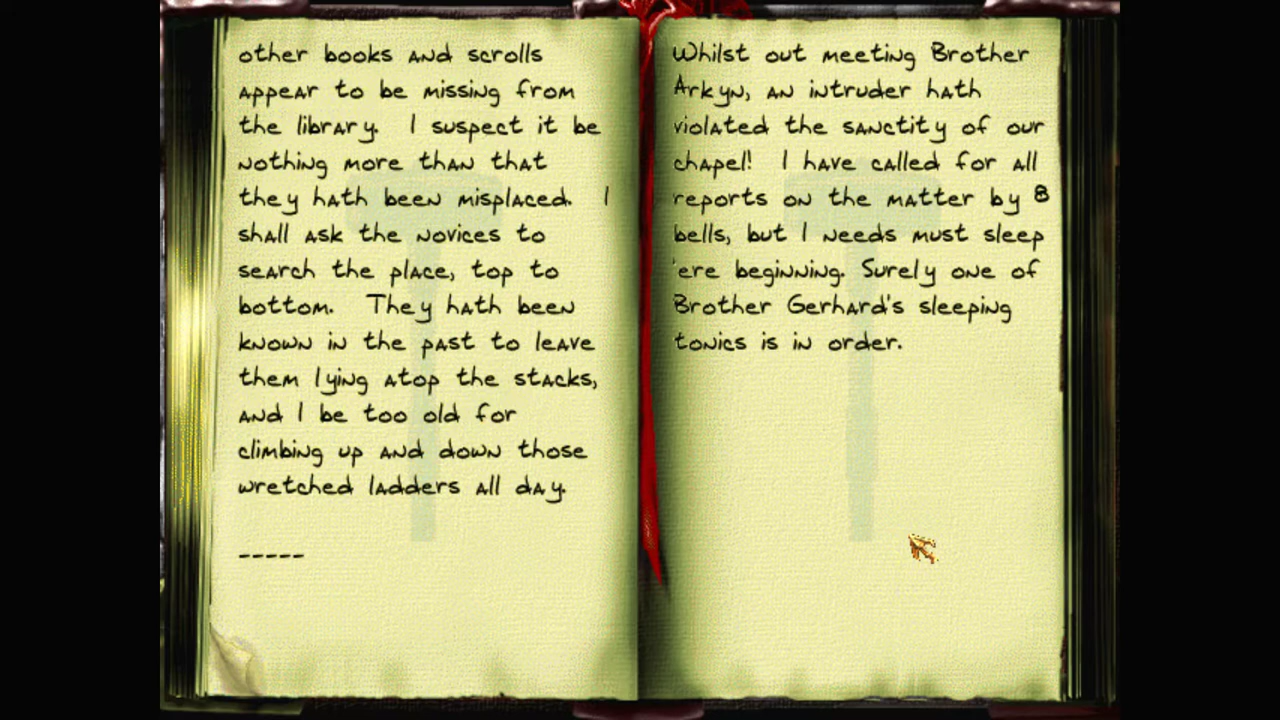 other books and scrolls
appear to be missing from
the library. I suspect it be
nothing more than that
they hath been misplaced. I
shall ask the novices to
search the place, top to
bottom. They hath been
known in the past to leave
them lying atop the stacks,
and I be too old for
climbing up and down those
wretched ladders all day.
-----
Whilst out meeting Brother
Arkyn, an intruder hath
violated the sanctity of our
chapel! I have called for all
reports on the matter by 8
bells, but I needs must sleep
'ere beginning. Surely one of
Brother Gerhard's sleeping
tonics is in order.